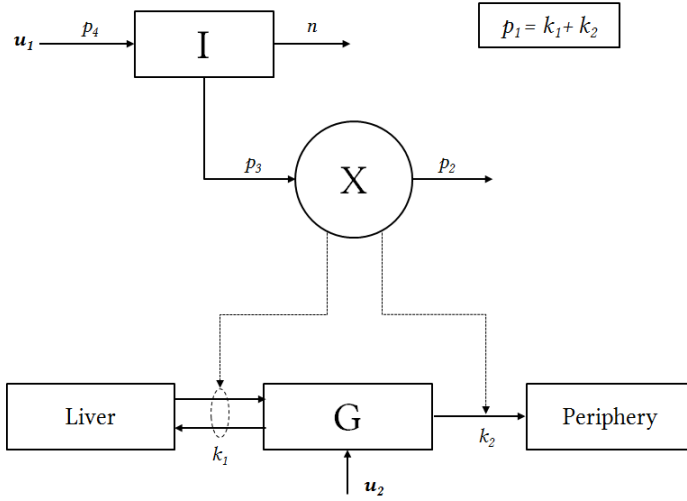 p₄
u₁
I
n
p₁ = k₁ + k₂
p₃
X
p₂
Liver
k₁
G
k₂
Periphery
u₂